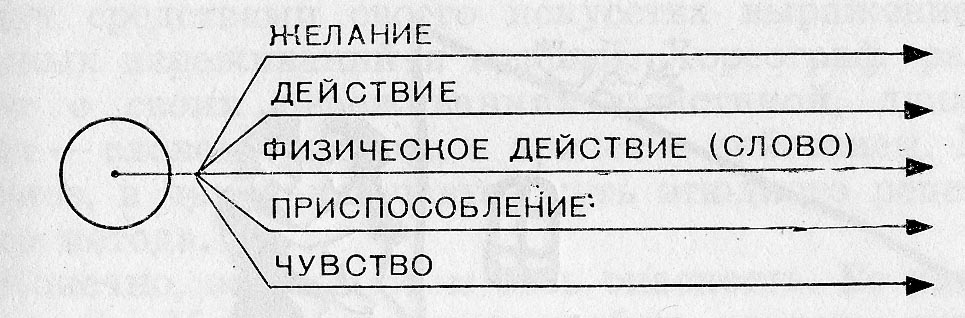 ЖЕЛАНИЕ
ДЕЙСТВИЕ
ФИЗИЧЕСКОЕ ДЕЙСТВИЕ (СЛОВО)
ПРИСПОСОБЛЕНИЕ
ЧУВСТВО